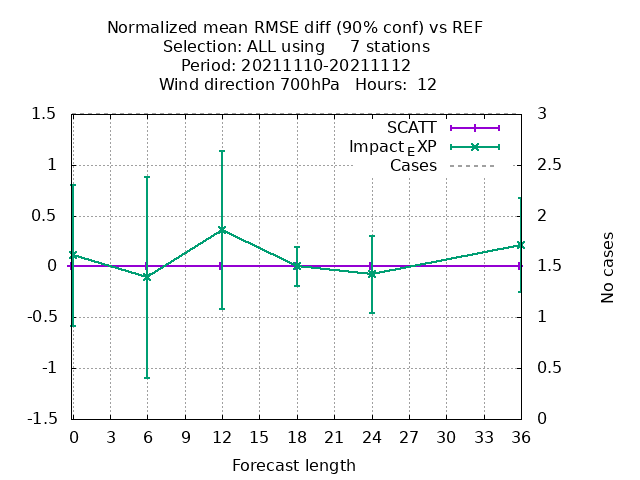 Normalized mean RMSE diff (90% conf) vs REF
Selection: ALL using     7 stations
Period: 20211110-20211112
Wind direction 700hPa   Hours:  12
1.5
1
0.5
0
-0.5
-1
-1.5
3
2.5
2
1.5
1
0.5
0
SCATT
Impact_EXP
Cases
No cases
0 3 6 9 12 15 18 21 24 27 30 33 36
Forecast length